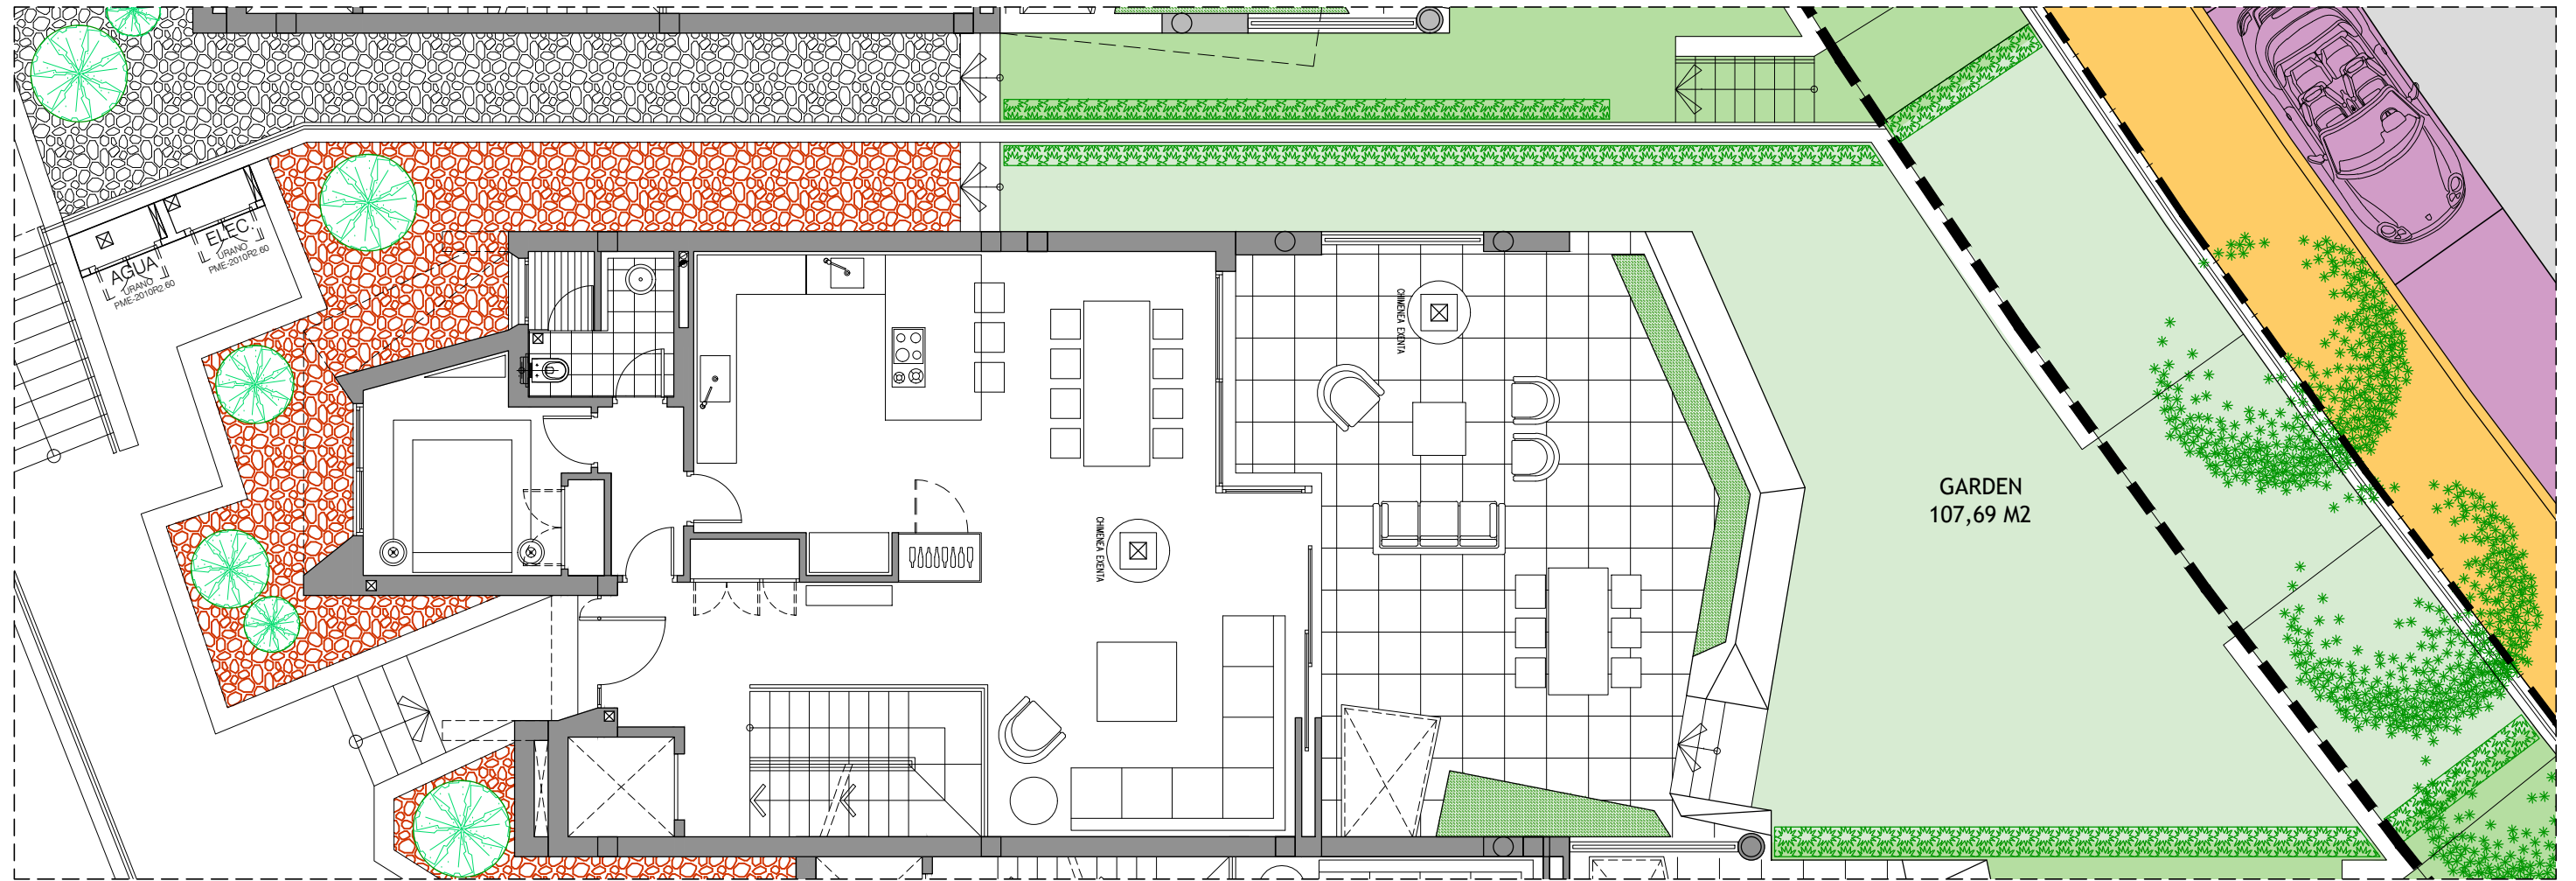 AGUA
URANO
PME-2010R2.60
ELEC.
URANO
PME-2010R2.60
CHIMENEA EXENTA
CHIMENEA EXENTA
GARDEN
107,69 M2